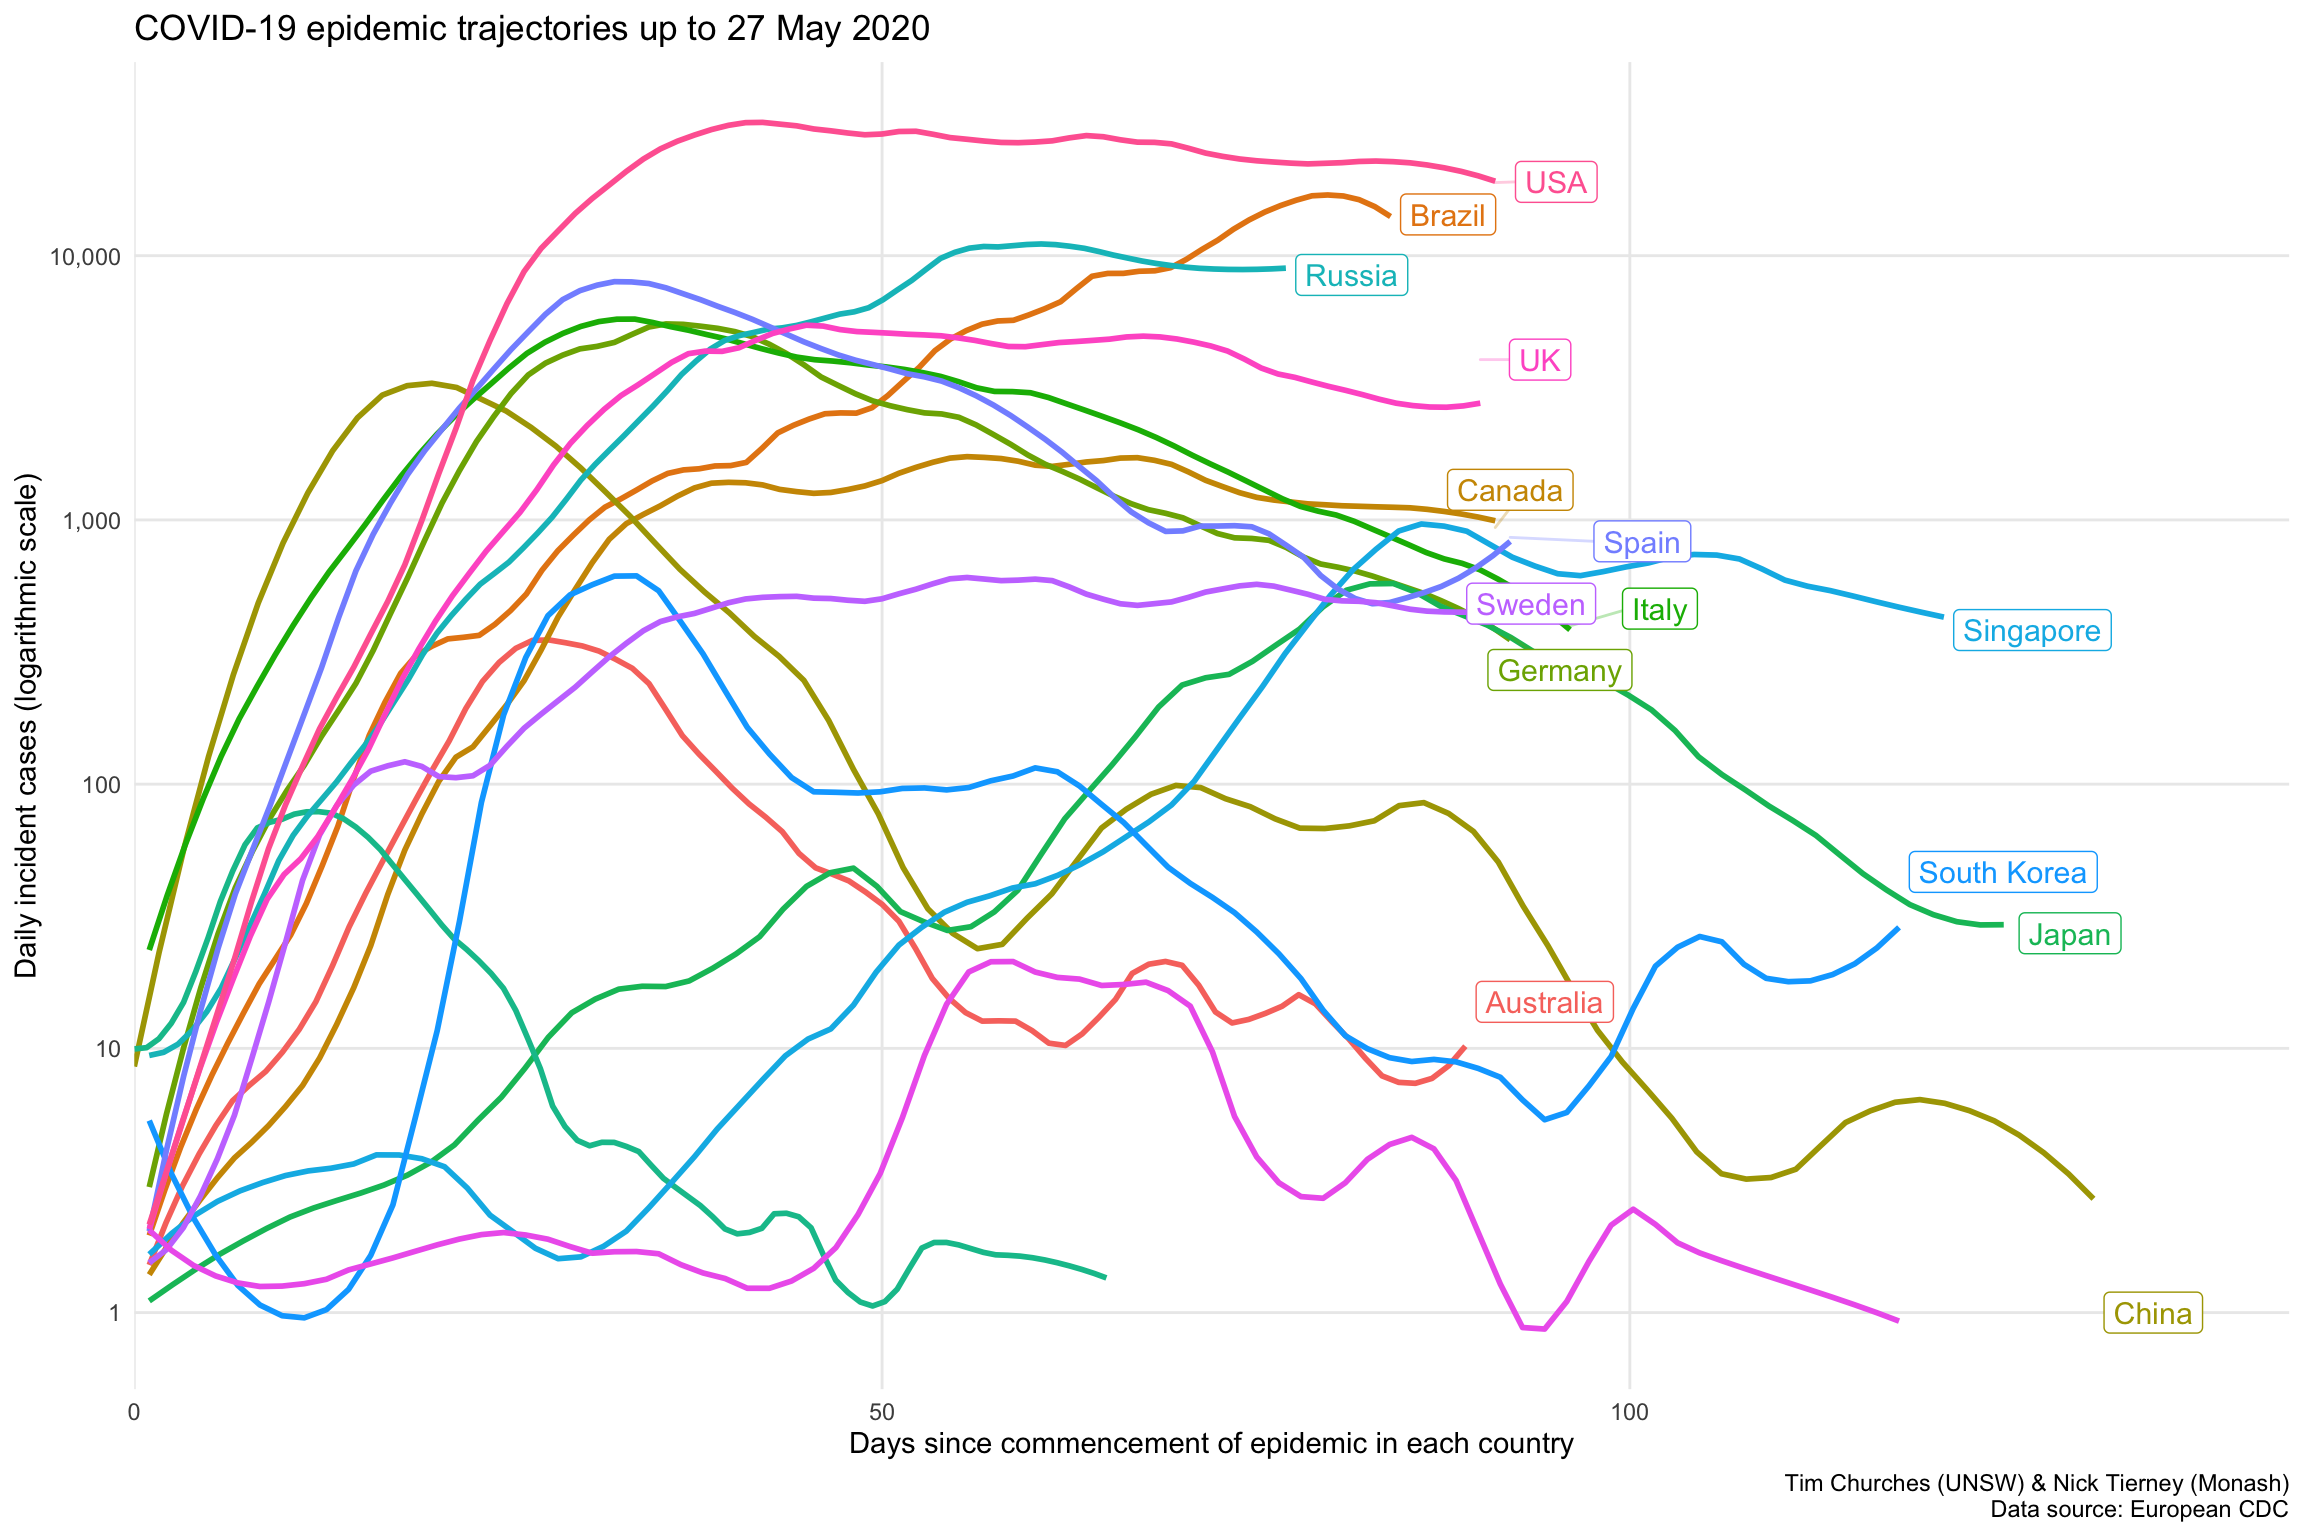 COVID-19 epidemic trajectories up to 27 May 2020
Daily incident cases (logarithmic scale)
10,000
1,000
100
10
1
USA
Brazil
Russia
UK
Canada
Spain
Sweden
Italy
Singapore
Germany
South Korea
Japan
Australia
China
0
50
100
Days since commencement of epidemic in each country
Tim Churches (UNSW) & Nick Tierney (Monash)
Data source: European CDC